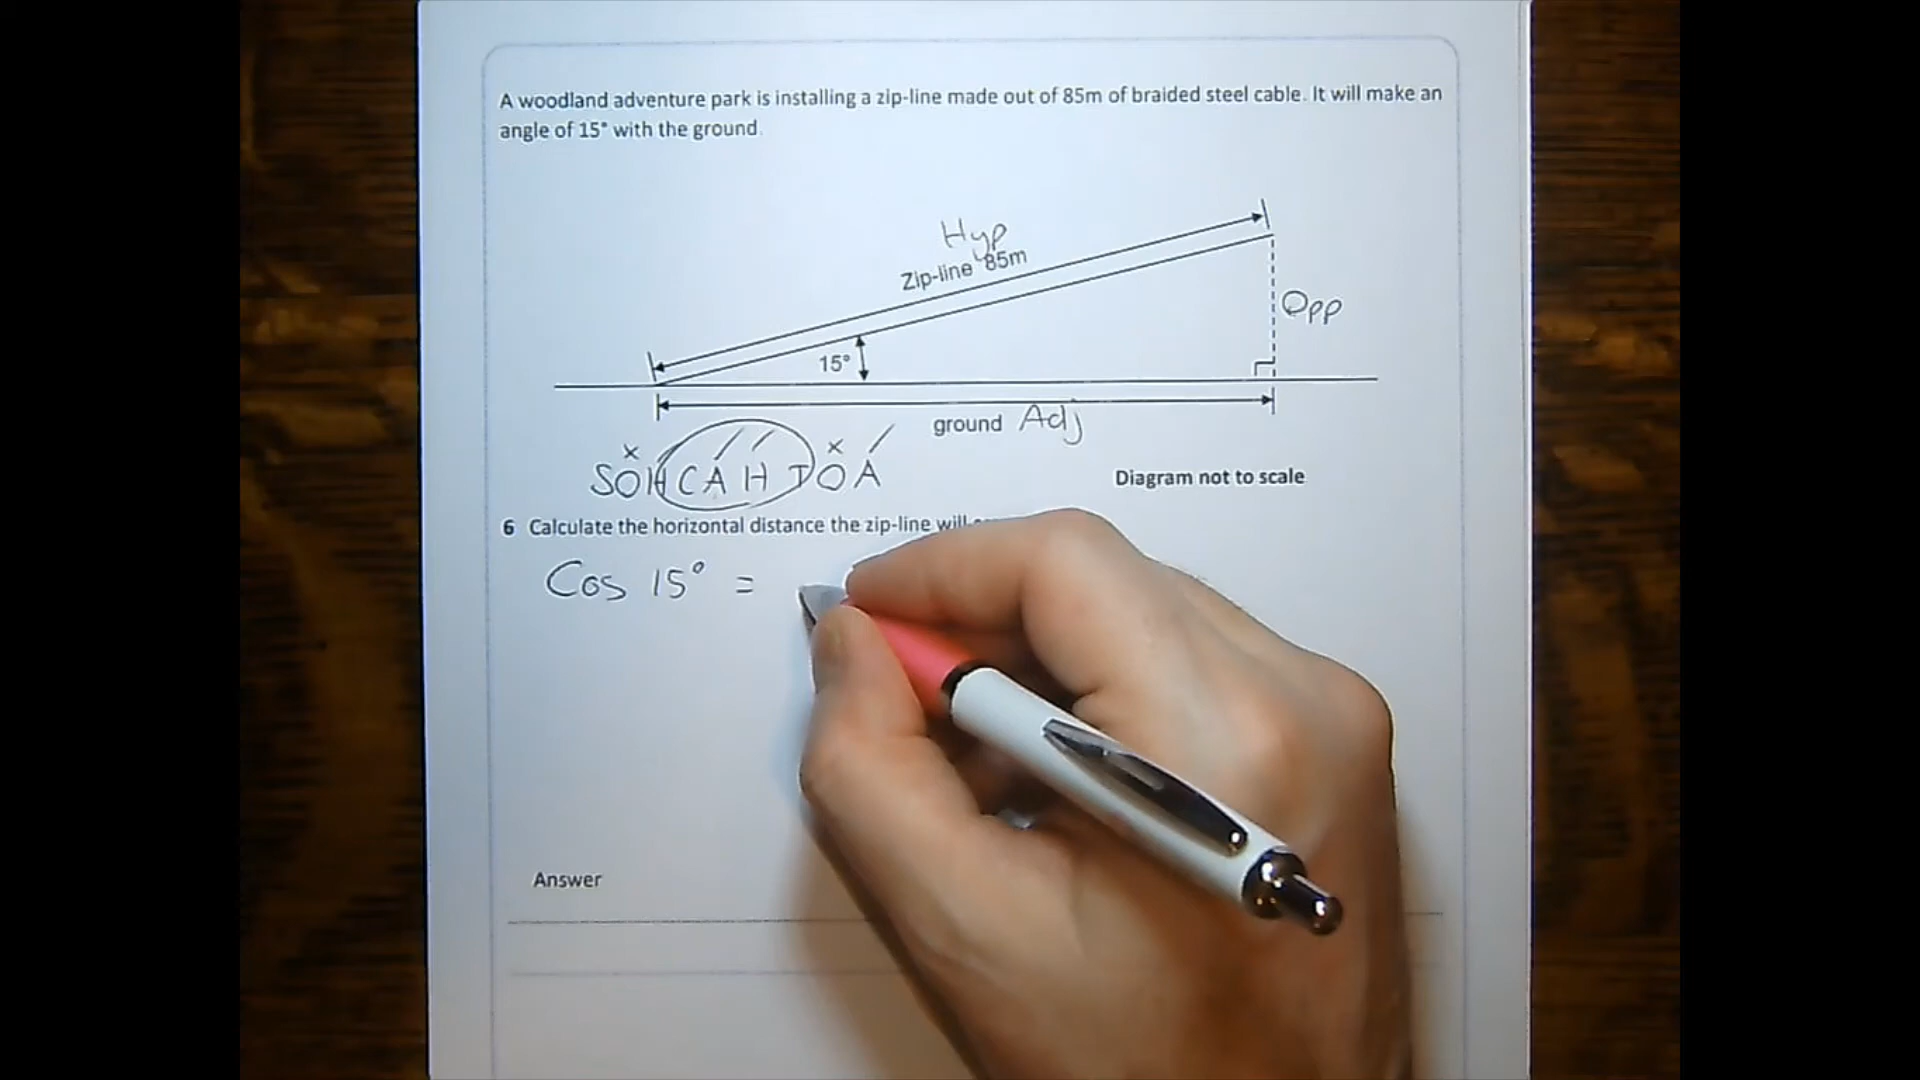 A woodland adventure park is installing a zip-line made out of 85m of braided steel cable. It will make an
angle of 15° with the ground.
Hyp
Zip-line 85m
Opp
15°
ground Adj
SOH CAH TOA
Diagram not to scale
6 Calculate the horizontal distance the zip-line will
Cos 15° =
Answer